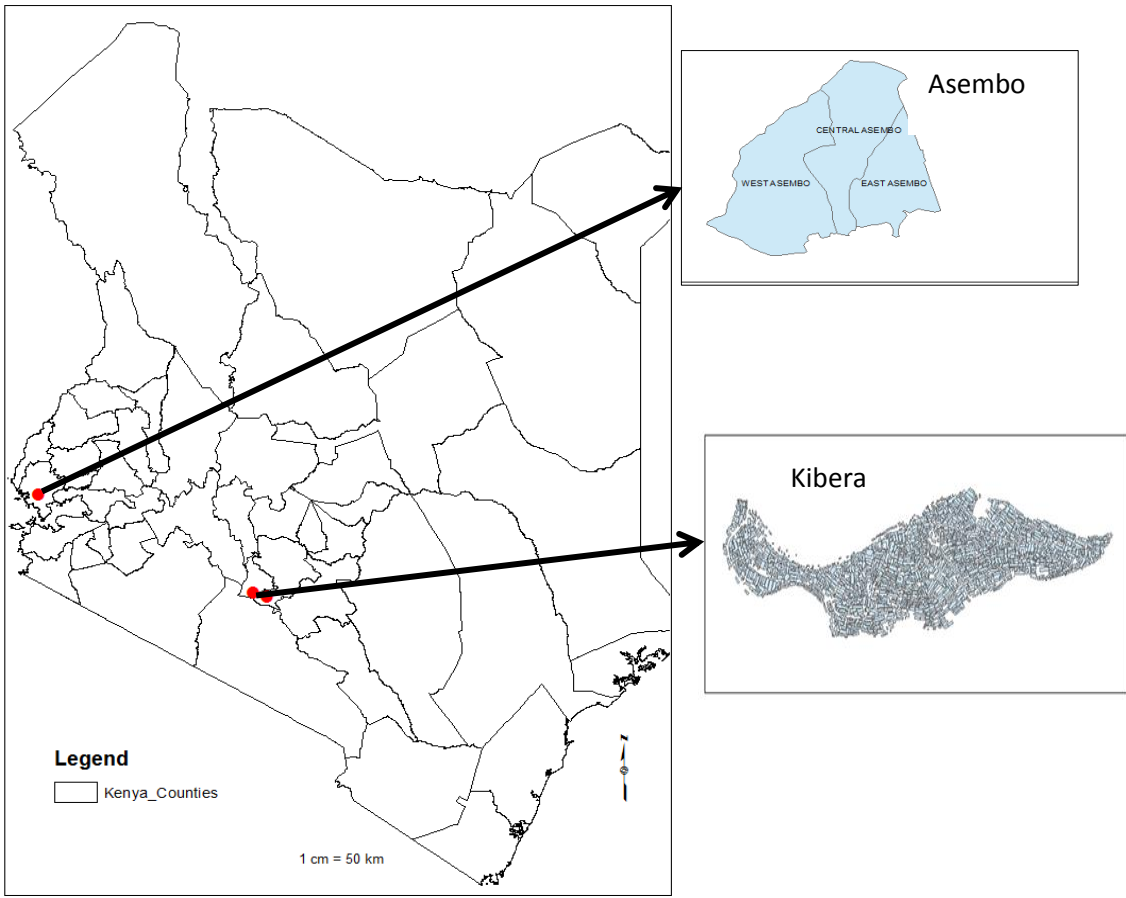 Asembo
CENTRAL ASEMBO
WEST ASEMBO
EAST ASEMBO
Kibera
N
Legend
Kenya_Counties
1 cm = 50 km